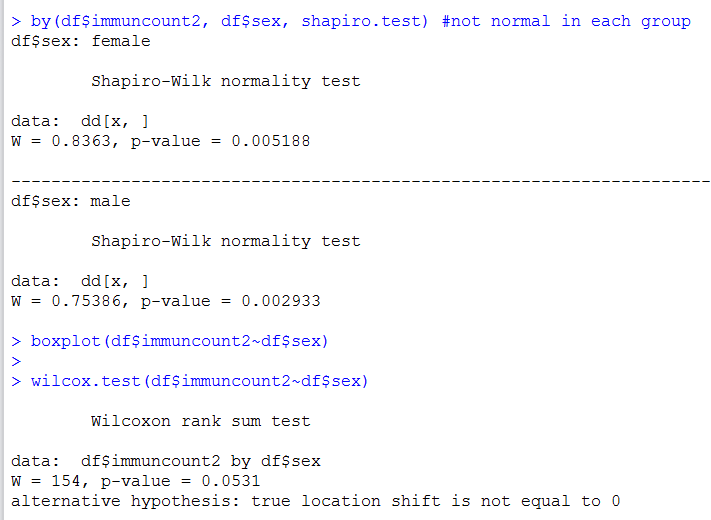 > by(df$immuncount2, df$sex, shapiro.test) #not normal in each group
df$sex: female
Shapiro-Wilk normality test
data:  dd[x, ]
W = 0.8363, p-value = 0.005188
------------------------------------------------------------------------
df$sex: male
Shapiro-Wilk normality test
data:  dd[x, ]
W = 0.75386, p-value = 0.002933
> boxplot(df$immuncount2~df$sex)
>
> wilcox.test(df$immuncount2~df$sex)
Wilcoxon rank sum test
data:  df$immuncount2 by df$sex
W = 154, p-value = 0.0531
alternative hypothesis: true location shift is not equal to 0